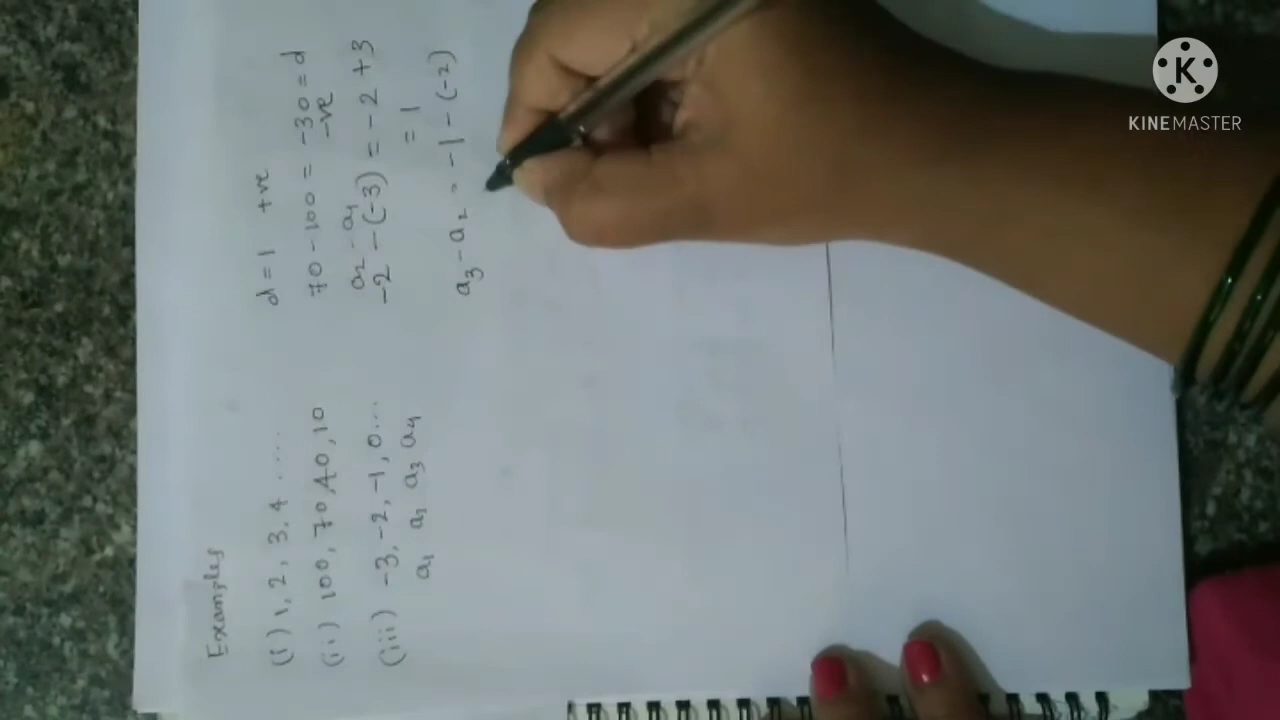 Examples
(i) 1, 2, 3, 4 ..... d = 1 +ve
(ii) 100, 70, 40, 10 70 - 100 = -30 = d
-ve
a2 - a1
(iii) -3, -2, -1, 0... -2 - (-3) = -2 + 3
a1 a2 a3 a4 = 1
a3 - a2 = -1 - (-2)
K
KINEMASTER